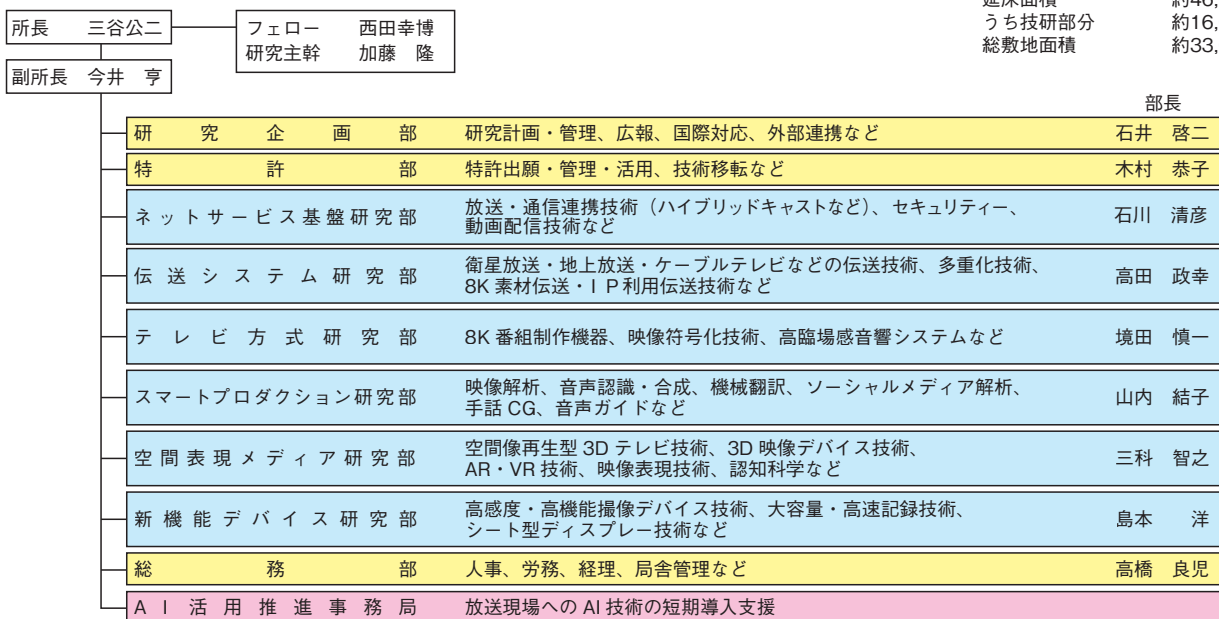 延床面積 約46,
うち技研部分 約16,
総敷地面積 約33,
所長 三谷公二
フェロー 西田幸博
研究主幹 加藤 隆
副所長 今井 亨
部長
研究企画部 研究計画・管理、広報、国際対応、外部連携など 石井 啓二
特許部 特許出願・管理・活用、技術移転など 木村 恭子
ネットサービス基盤研究部 放送・通信連携技術（ハイブリッドキャストなど）、セキュリティー、
動画配信技術など 石川 清彦
伝送システム研究部 衛星放送・地上放送・ケーブルテレビなどの伝送技術、多重化技術、
8K 素材伝送・IP利用伝送技術など 高田 政幸
テレビ方式研究部 8K 番組制作機器、映像符号化技術、高臨場感音響システムなど 境田 慎一
スマートプロダクション研究部 映像解析、音声認識・合成、機械翻訳、ソーシャルメディア解析、
手話 CG、音声ガイドなど 山内 結子
空間表現メディア研究部 空間像再生型 3D テレビ技術、3D 映像デバイス技術、
AR・VR 技術、映像表現技術、認知科学など 三科 智之
新機能デバイス研究部 高感度・高機能撮像デバイス技術、大容量・高速記録技術、
シート型ディスプレー技術など 島本 洋
総務部 人事、労務、経理、局舎管理など 高橋 良児
AI活用推進事務局 放送現場への AI 技術の短期導入支援